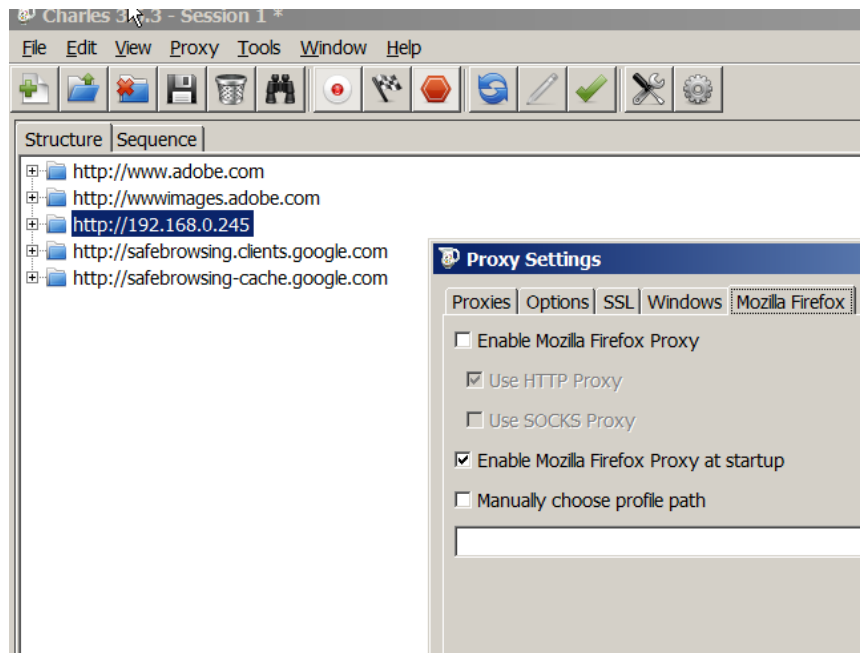 Charles 3. .3 - Session 1 *
File Edit View Proxy Tools Window Help
Structure Sequence
http://www.adobe.com
http://wwwimages.adobe.com
http://192.168.0.245
http://safebrowsing.clients.google.com
http://safebrowsing-cache.google.com
Proxy Settings
Proxies Options SSL Windows Mozilla Firefox
Enable Mozilla Firefox Proxy
Use HTTP Proxy
Use SOCKS Proxy
Enable Mozilla Firefox Proxy at startup
Manually choose profile path